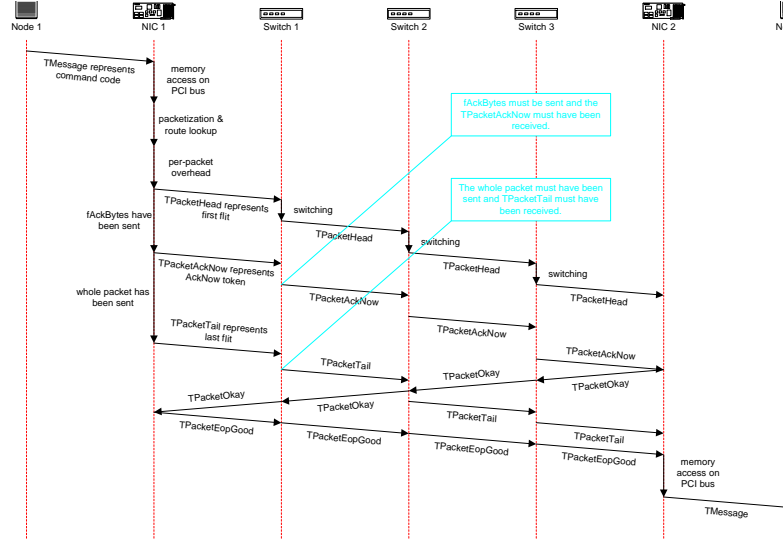 Node 1
NIC 1
Switch 1
Switch 2
Switch 3
NIC 2
N
TMessage represents
command code
memory
access on
PCI bus
packetization &
route lookup
per-packet
overhead
fAckBytes must be sent and the
TPacketAckNow must have been
received.
The whole packet must have been
sent and TPacketTail must have
been received.
TPacketHead represents
first flit
switching
fAckBytes have
been sent
TPacketHead
switching
TPacketHead
switching
TPacketAckNow represents
AckNow token
TPacketHead
whole packet has
been sent
TPacketAckNow
TPacketTail represents
last flit
TPacketAckNow
TPacketAckNow
TPacketTail
TPacketOkay
TPacketOkay
TPacketOkay
TPacketOkay
TPacketTail
TPacketTail
TPacketEopGood
TPacketEopGood
TPacketEopGood
TPacketEopGood
memory
access on
PCI bus
TMessage